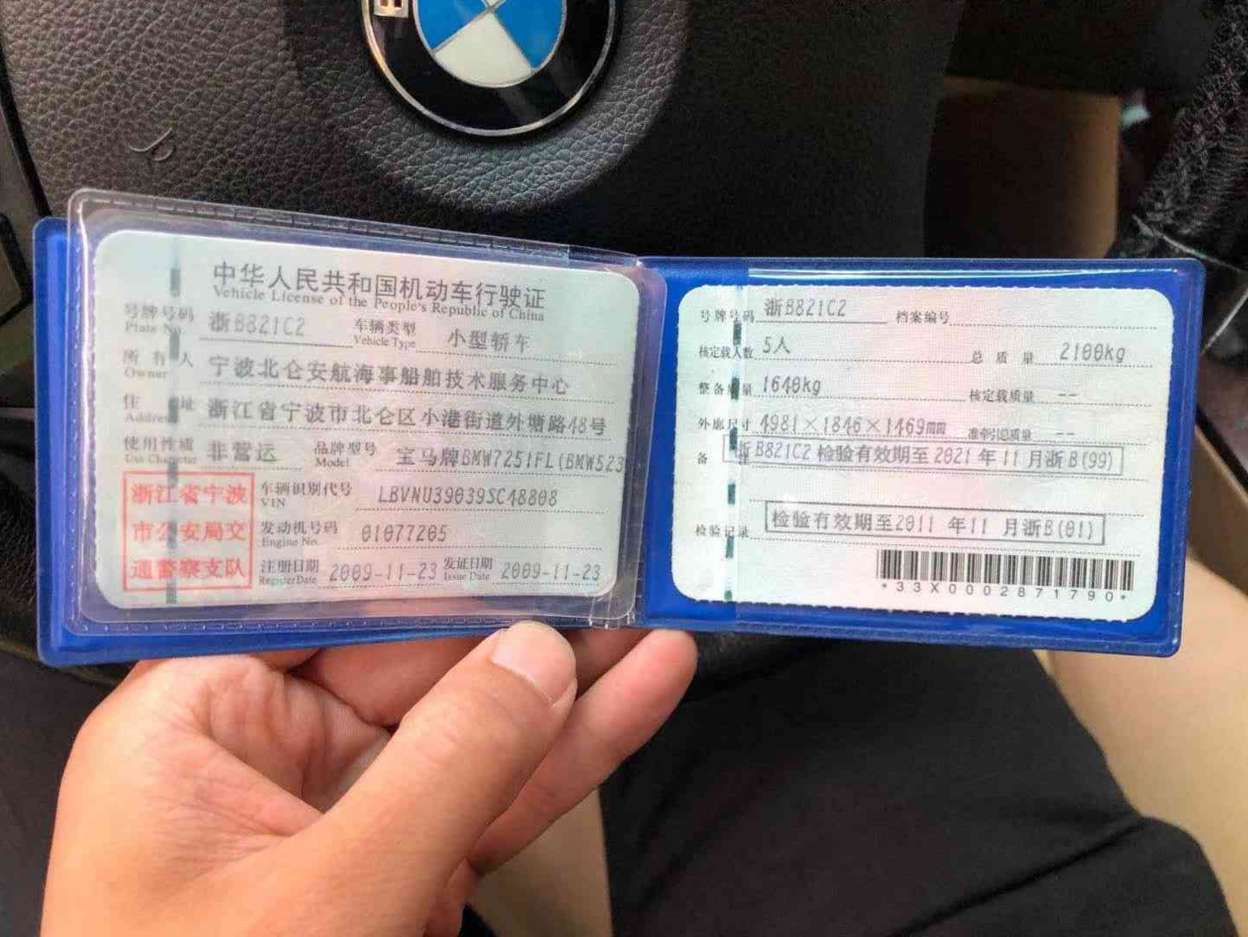 中华人民共和国机动车行驶证
Vehicle License of the People's Republic of China
号牌号码 浙B821C2 车辆类型 小型轿车
Plate No. Vehicle Type
所有人 宁波北仑安航海事船舶技术服务中心
Owner
住址 浙江省宁波市北仑区小港街道外塘路48号
Address
使用性质 非营运 品牌型号 宝马牌BMW7251FL(BMW523
Use Character Model
浙江省宁波
市公安局交
通警察支队
车辆识别代号 LBVNU39039SC48808
VIN
发动机号码 01077205
Engine No.
注册日期 2009-11-23 发证日期 2009-11-23
Register Date Issue Date
号牌号码 浙B821C2 档案编号
核定载人数 5人 总质量 2100kg
整备质量 1640kg 核定载质量 --
外廓尺寸 4981×1846×1469mm 准牵引总质量 --
备注 浙B821C2 检验有效期至2021年11月浙B(99)
检验记录 检验有效期至2011年11月浙B(01)
*33X0002871790*